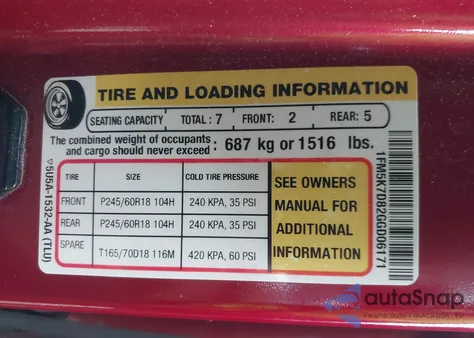 TIRE AND LOADING INFORMATION
SEATING CAPACITY TOTAL : 7 FRONT: 2 REAR: 5
The combined weight of occupants
and cargo should never exceed : 687 kg or 1516 lbs.
TIRE SIZE COLD TIRE PRESSURE
FRONT P245/60R18 104H 240 KPA, 35 PSI
REAR P245/60R18 104H 240 KPA, 35 PSI
SPARE T165/70D18 116M 420 KPA, 60 PSI
SEE OWNERS
MANUAL FOR
ADDITIONAL
INFORMATION
5U5A-1532-AA (TLU)
1FM5K7D82GGD06171
autaSnap